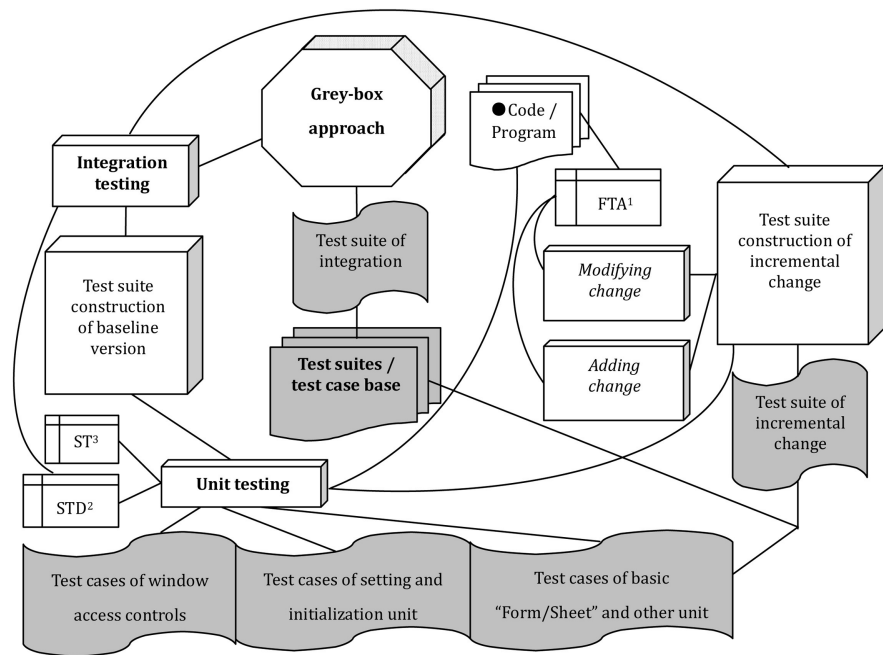 Grey-box
approach
● Code /
Program
Integration
testing
FTA¹
Test suite
construction of
incremental
change
Test suite of
integration
Test suite
construction
of baseline
version
Modifying
change
Test suites /
test case base
Adding
change
Test suite of
incremental
change
ST³
STD²
Unit testing
Test cases of window
access controls
Test cases of setting and
initialization unit
Test cases of basic
“Form/Sheet” and other unit